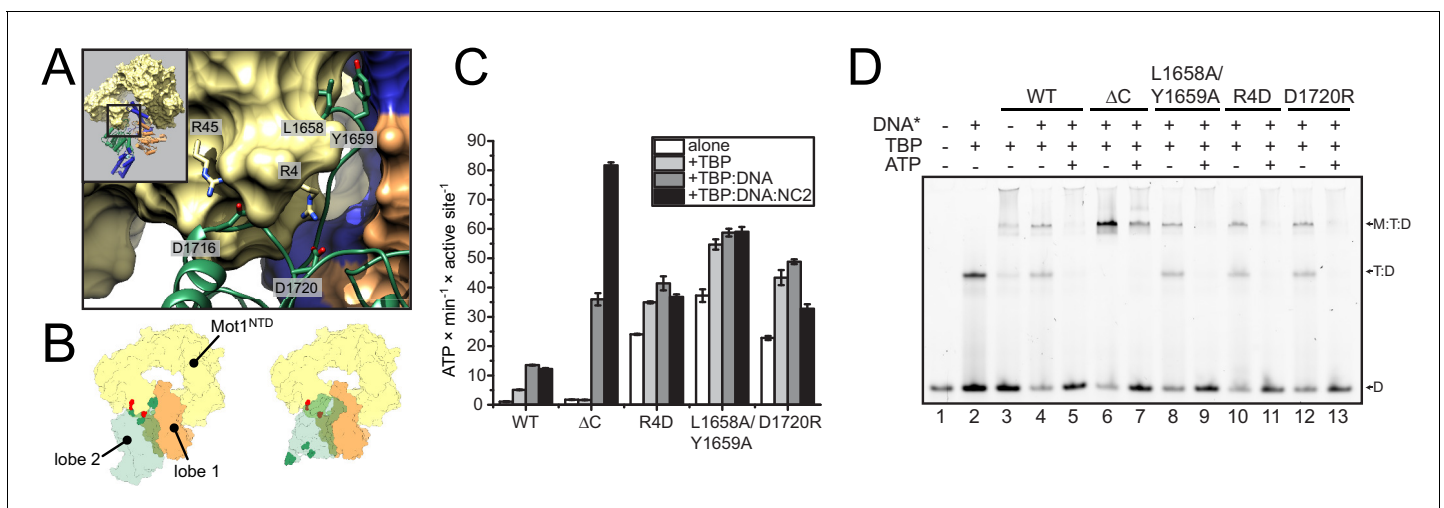 A
R45
L1658
Y1659
R4
D1716
D1720
B
Mot1NTD
lobe 2
lobe 1
C
ATP × min-1 × active site-1
90
80
70
60
50
40
30
20
10
0
alone
+TBP
+TBP:DNA
+TBP:DNA:NC2
WT
ΔC
R4D
L1658A/
Y1659A
D1720R
D
L1658A/
WT ΔC Y1659A R4D D1720R
DNA* - + - + + + + + + + + + +
TBP - + + + + + + + + + + + +
ATP - - - - + - + - + - + - +
M:T:D
T:D
D
1 2 3 4 5 6 7 8 9 10 11 12 13